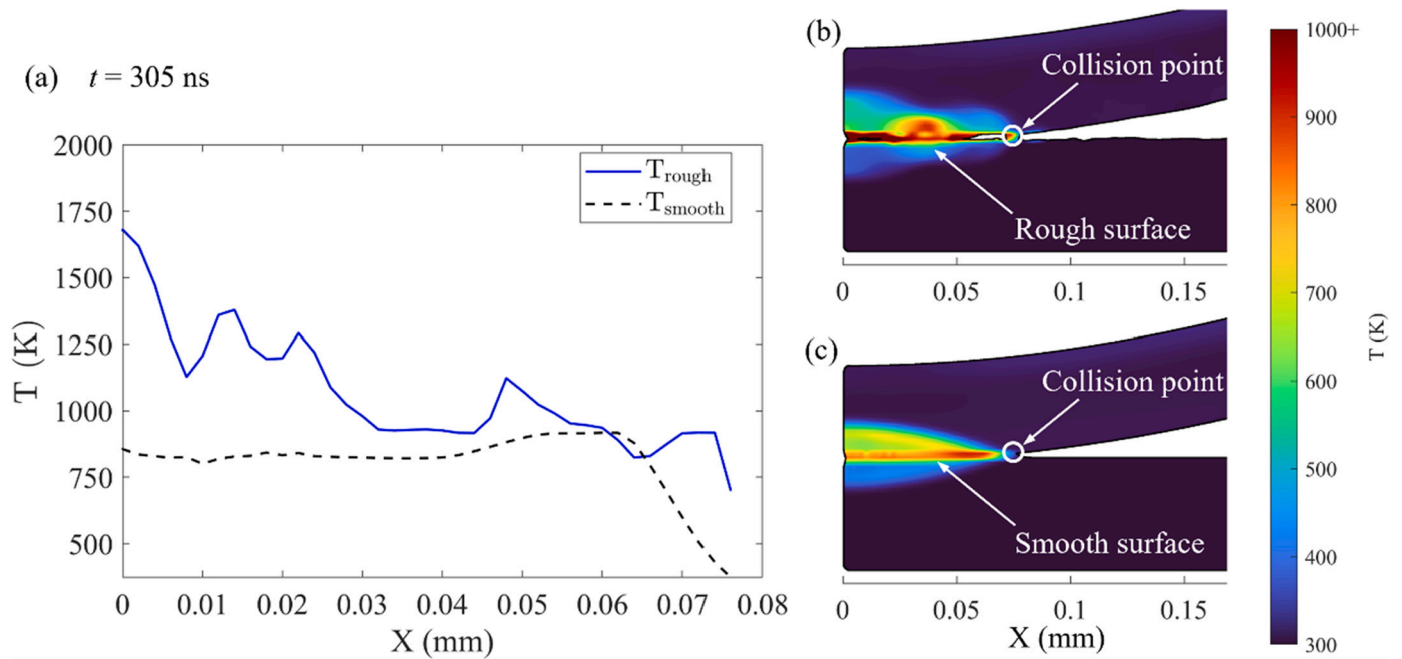 (a) t = 305 ns
2000
1750
1500
1250
1000
750
500
T (K)
T_rough
T_smooth
0 0.01 0.02 0.03 0.04 0.05 0.06 0.07 0.08
X (mm)
(b)
Collision point
Rough surface
0 0.05 0.1 0.15
(c)
Collision point
Smooth surface
0 0.05 0.1 0.15
X (mm)
1000+
900
800
700
600
500
400
300
T (K)